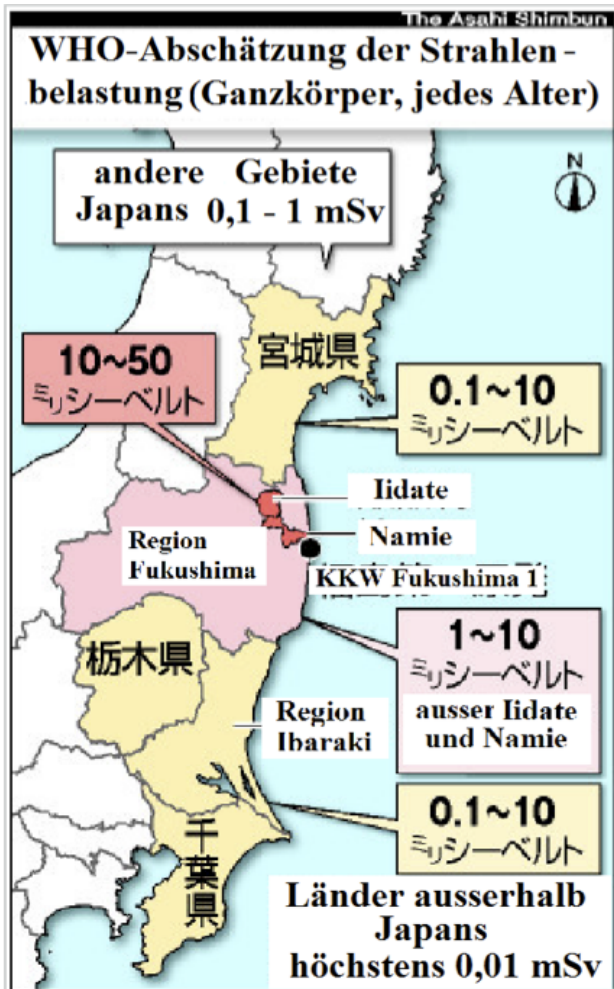 The Asahi Shimbun
WHO-Abschätzung der Strahlen-
belastung (Ganzkörper, jedes Alter)
andere Gebiete
Japans 0,1 - 1 mSv
N
宮城県
10~50
ミリシーベルト
0.1~10
ミリシーベルト
Iidate
Namie
Region
Fukushima
KKW Fukushima 1
栃木県
1~10
ミリシーベルト
ausser Iidate
und Namie
Region
Ibaraki
0.1~10
ミリシーベルト
千葉県
Länder ausserhalb
Japans
höchstens 0,01 mSv